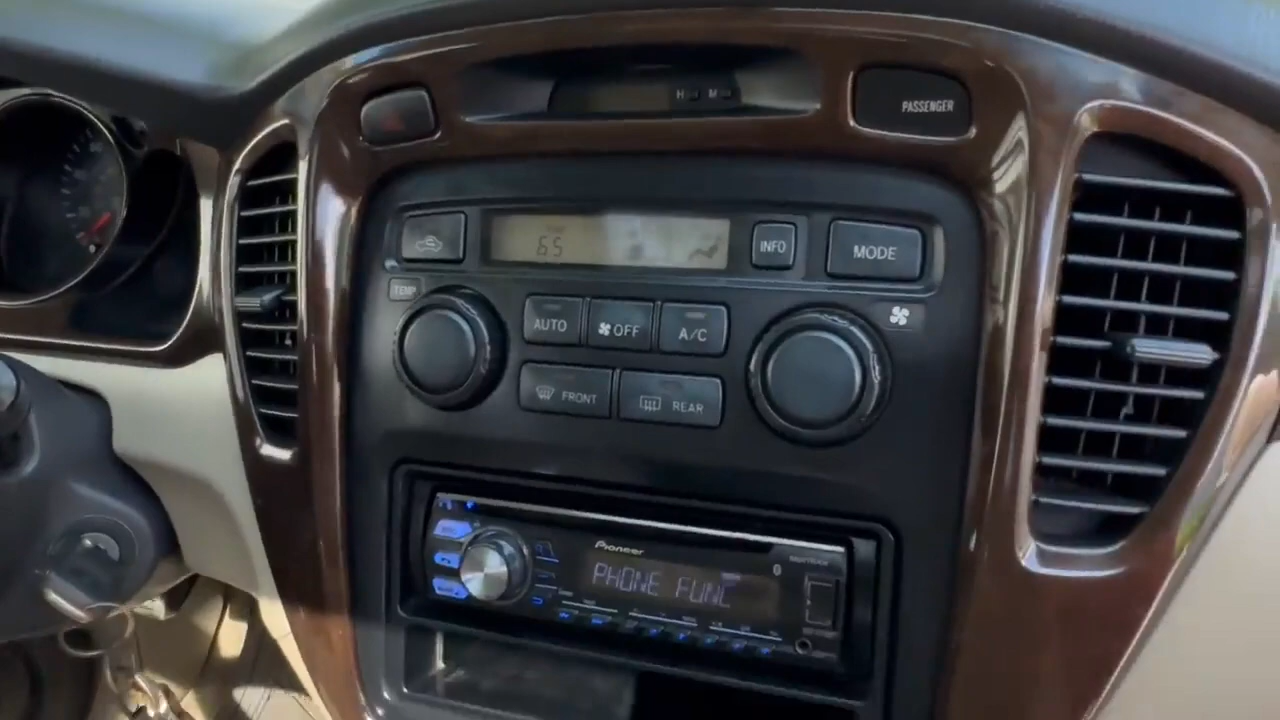 H M
PASSENGER
65
INFO
MODE
TEMP
AUTO
OFF
A/C
FRONT
REAR
Pioneer
PHONE FUNC